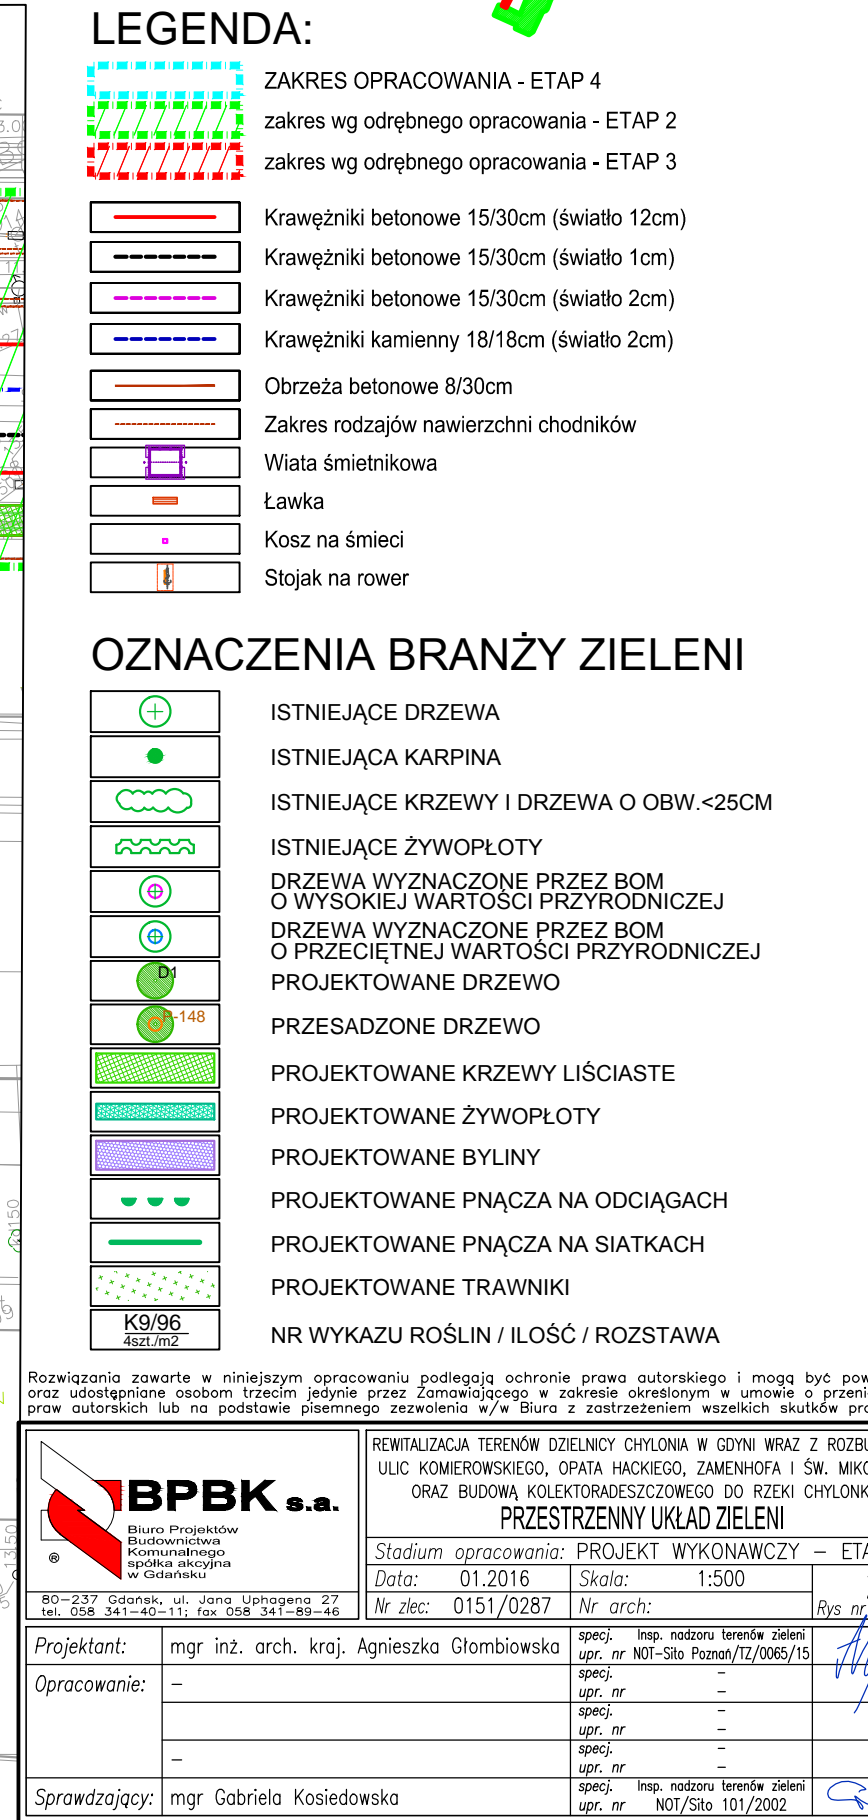 LEGENDA:
ZAKRES OPRACOWANIA - ETAP 4
zakres wg odrębnego opracowania - ETAP 2
zakres wg odrębnego opracowania - ETAP 3
Krawężniki betonowe 15/30cm (światło 12cm)
Krawężniki betonowe 15/30cm (światło 1cm)
Krawężniki betonowe 15/30cm (światło 2cm)
Krawężniki kamienny 18/18cm (światło 2cm)
Obrzeża betonowe 8/30cm
Zakres rodzajów nawierzchni chodników
Wiata śmietnikowa
Ławka
Kosz na śmieci
Stojak na rower
OZNACZENIA BRANŻY ZIELENI
ISTNIEJĄCE DRZEWA
ISTNIEJĄCA KARPINA
ISTNIEJĄCE KRZEWY I DRZEWA O OBW.<25CM
ISTNIEJĄCE ŻYWOPŁOTY
DRZEWA WYZNACZONE PRZEZ BOM
O WYSOKIEJ WARTOŚCI PRZYRODNICZEJ
DRZEWA WYZNACZONE PRZEZ BOM
O PRZECIĘTNEJ WARTOŚCI PRZYRODNICZEJ
D1 PROJEKTOWANE DRZEWO
P-148 PRZESADZONE DRZEWO
PROJEKTOWANE KRZEWY LIŚCIASTE
PROJEKTOWANE ŻYWOPŁOTY
PROJEKTOWANE BYLINY
PROJEKTOWANE PNĄCZA NA ODCIĄGACH
PROJEKTOWANE PNĄCZA NA SIATKACH
PROJEKTOWANE TRAWNIKI
K9/96
4szt./m2
NR WYKAZU ROŚLIN / ILOŚĆ / ROZSTAWA
Rozwiązania zawarte w niniejszym opracowaniu podlegają ochronie prawa autorskiego i mogą być pow
oraz udostępniane osobom trzecim jedynie przez Zamawiającego w zakresie określonym w umowie o przeni
praw autorskich lub na podstawie pisemnego zezwolenia w/w Biura z zastrzeżeniem wszelkich skutków pr
BPBK s.a.
Biuro Projektów
Budownictwa
Komunalnego
spółka akcyjna
w Gdańsku
®
80-237 Gdańsk, ul. Jana Uphagena 27
tel. 058 341-40-11; fax 058 341-89-46
REWITALIZACJA TERENÓW DZIELNICY CHYLONIA W GDYNI WRAZ Z ROZBU
ULIC KOMIEROWSKIEGO, OPATA HACKIEGO, ZAMENHOFA I ŚW. MIKO
ORAZ BUDOWĄ KOLEKTORADESZCZOWEGO DO RZEKI CHYLONK
PRZESTRZENNY UKŁAD ZIELENI
Stadium opracowania: PROJEKT WYKONAWCZY – ETA
Data: 01.2016 Skala: 1:500
Nr zlec: 0151/0287 Nr arch: Rys nr
Projektant: mgr inż. arch. kraj. Agnieszka Głombiowska specj. Insp. nadzoru terenów zieleni
upr. nr NOT-Sito Poznań/TZ/0065/15
Opracowanie: – specj. –
upr. nr –
specj. –
upr. nr –
– specj. –
upr. nr –
Sprawdzający: mgr Gabriela Kosiedowska specj. Insp. nadzoru terenów zieleni
upr. nr NOT/Sito 101/2002